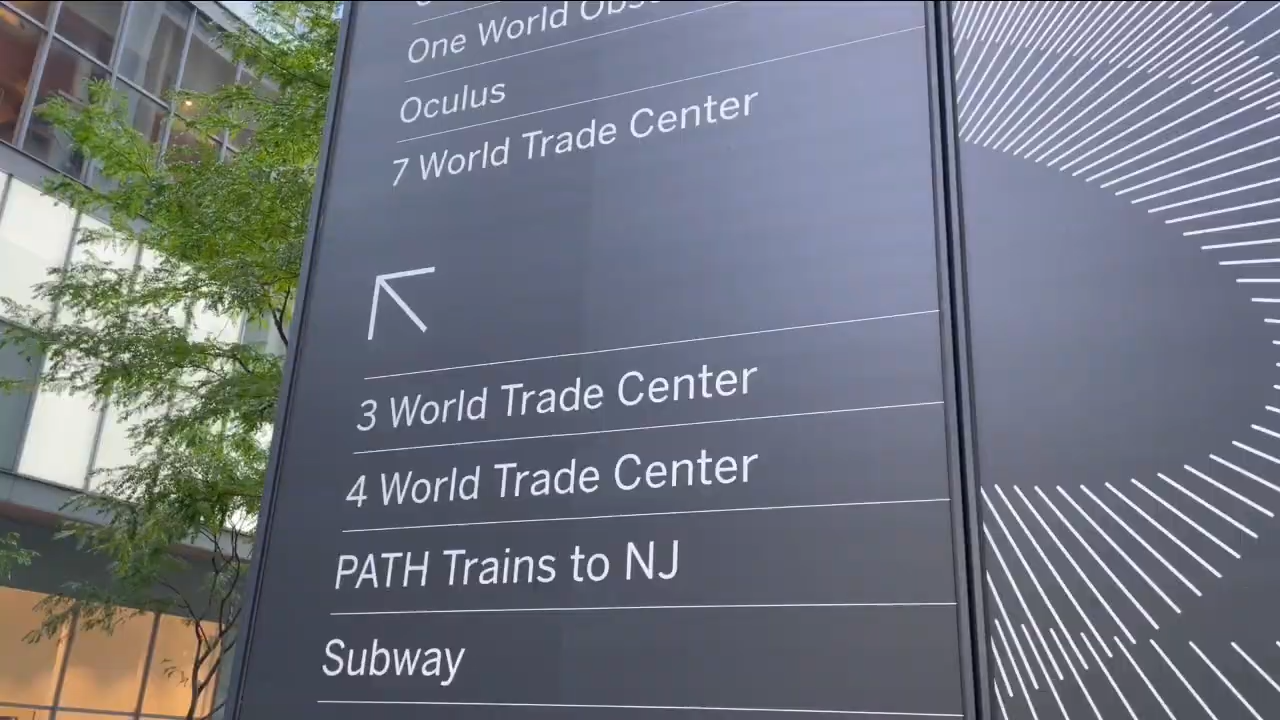 One World
Oculus
7 World Trade Center
3 World Trade Center
4 World Trade Center
PATH Trains to NJ
Subway